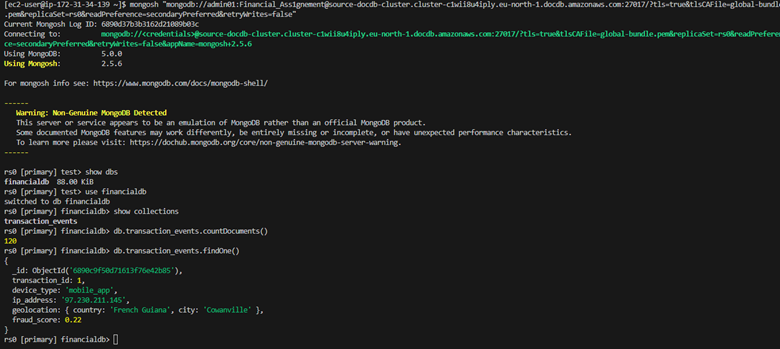 [ec2-user@ip-172-31-34-139 ~]$ mongosh "mongodb://admin01:Financial_Assignement@source-docdb-cluster.cluster-c1wii8u4iply.eu-north-1.docdb.amazonaws.com:27017/?tls=true&tlsCAFile=global-bundle
.pem&replicaSet=rs0&readPreference=secondaryPreferred&retryWrites=false"
Current Mongosh Log ID: 6890d37b3b3162d21089b03c
Connecting to: mongodb://<credentials>@source-docdb-cluster.cluster-c1wii8u4iply.eu-north-1.docdb.amazonaws.com:27017/?tls=true&tlsCAFile=global-bundle.pem&replicaSet=rs0&readPreferen
ce=secondaryPreferred&retryWrites=false&appName=mongosh+2.5.6
Using MongoDB: 5.0.0
Using Mongosh: 2.5.6
For mongosh info see: https://www.mongodb.com/docs/mongodb-shell/
------
Warning: Non-Genuine MongoDB Detected
This server or service appears to be an emulation of MongoDB rather than an official MongoDB product.
Some documented MongoDB features may work differently, be entirely missing or incomplete, or have unexpected performance characteristics.
To learn more please visit: https://dochub.mongodb.org/core/non-genuine-mongodb-server-warning.
------
rs0 [primary] test> show dbs
financialdb 88.00 KiB
rs0 [primary] test> use financialdb
switched to db financialdb
rs0 [primary] financialdb> show collections
transaction_events
rs0 [primary] financialdb> db.transaction_events.countDocuments()
120
rs0 [primary] financialdb> db.transaction_events.findOne()
{
_id: ObjectId('6890c9f50d71613f76e42b85'),
transaction_id: 1,
device_type: 'mobile_app',
ip_address: '97.230.211.145',
geolocation: { country: 'French Guiana', city: 'Cowanville' },
fraud_score: 0.22
}
rs0 [primary] financialdb>